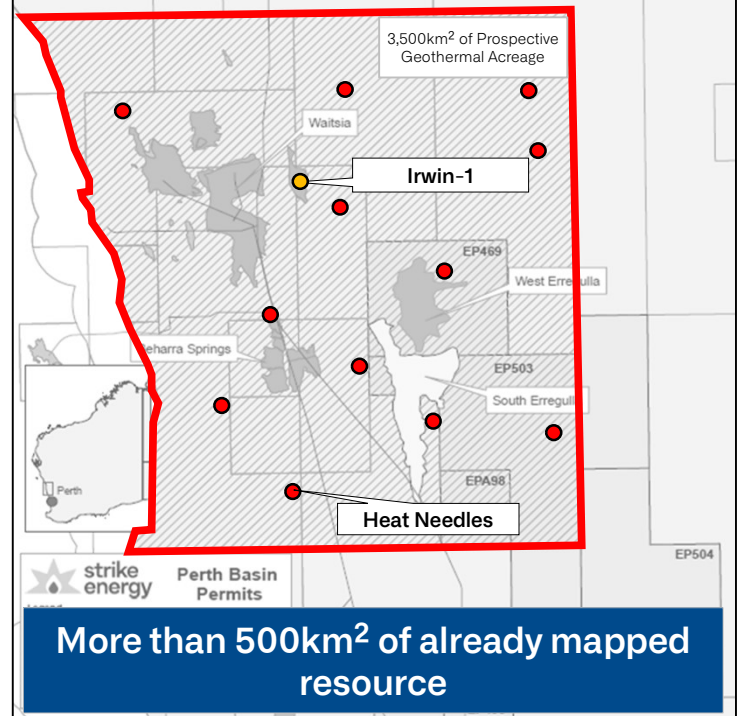 3,500km² of Prospective
Geothermal Acreage
Waitsia
Irwin-1
EP469
West Erregulla
Beharra Springs
EP503
South Erregulla
Perth
EPA98
Heat Needles
EP504
strike
energy
Perth Basin
Permits
More than 500km² of already mapped
resource